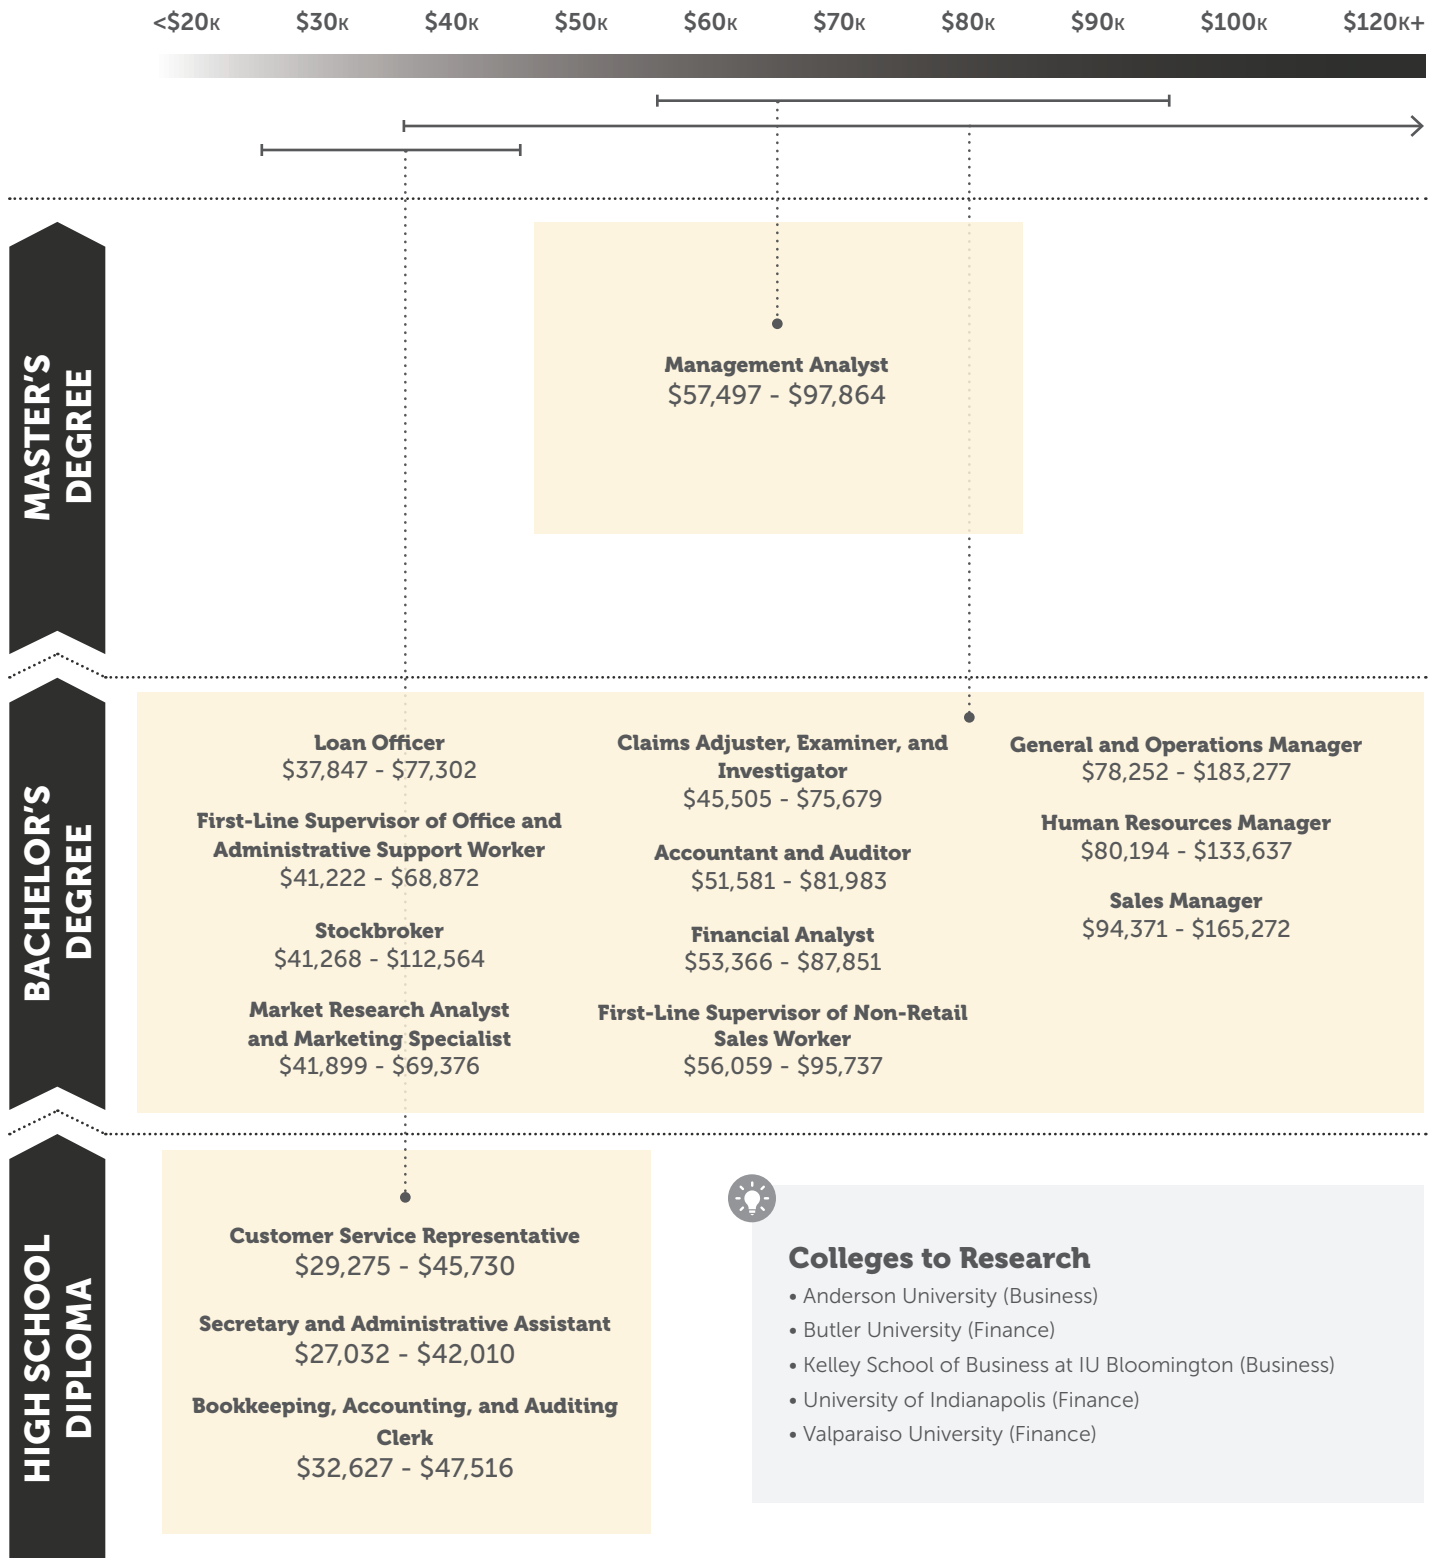 <$20K $30K $40K $50K $60K $70K $80K $90K $100K $120K+
MASTER'S
DEGREE
Management Analyst
$57,497 - $97,864
BACHELOR'S
DEGREE
Loan Officer
$37,847 - $77,302
First-Line Supervisor of Office and
Administrative Support Worker
$41,222 - $68,872
Stockbroker
$41,268 - $112,564
Market Research Analyst
and Marketing Specialist
$41,899 - $69,376
Claims Adjuster, Examiner, and
Investigator
$45,505 - $75,679
Accountant and Auditor
$51,581 - $81,983
Financial Analyst
$53,366 - $87,851
First-Line Supervisor of Non-Retail
Sales Worker
$56,059 - $95,737
General and Operations Manager
$78,252 - $183,277
Human Resources Manager
$80,194 - $133,637
Sales Manager
$94,371 - $165,272
HIGH SCHOOL
DIPLOMA
Customer Service Representative
$29,275 - $45,730
Secretary and Administrative Assistant
$27,032 - $42,010
Bookkeeping, Accounting, and Auditing
Clerk
$32,627 - $47,516
Colleges to Research
• Anderson University (Business)
• Butler University (Finance)
• Kelley School of Business at IU Bloomington (Business)
• University of Indianapolis (Finance)
• Valparaiso University (Finance)